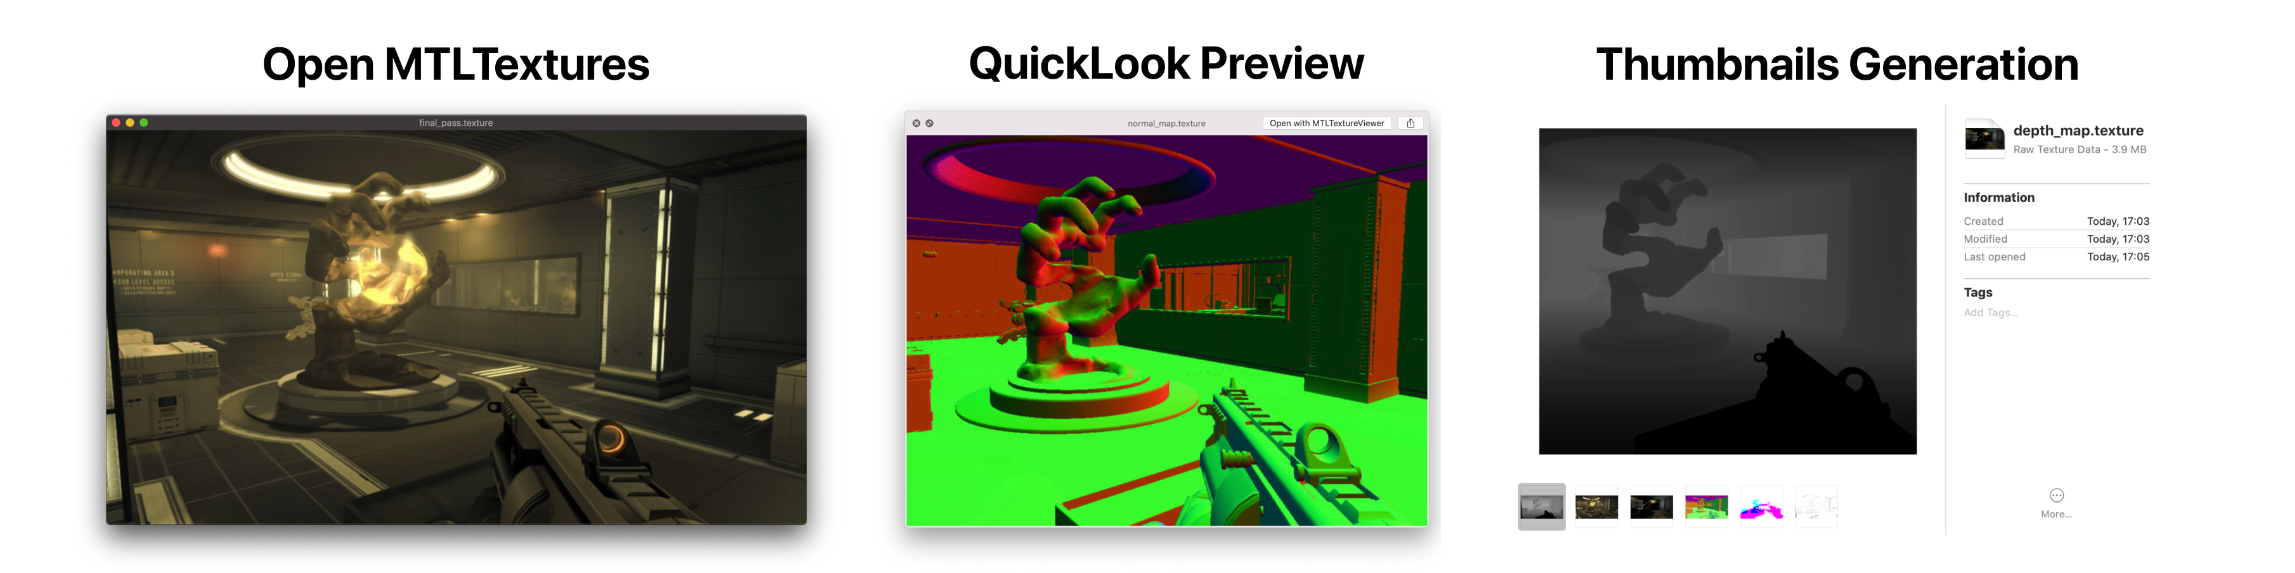 Open MTLTextures
final_pass.texture
OPERATING AREA 3
QuickLook Preview
normal_map.texture
Open with MTLTextureViewer
Thumbnails Generation
depth_map.texture
Raw Texture Data - 3.9 MB
Information
Created Today, 17:03
Modified Today, 17:03
Last opened Today, 17:05
Tags
Add Tags...
More...